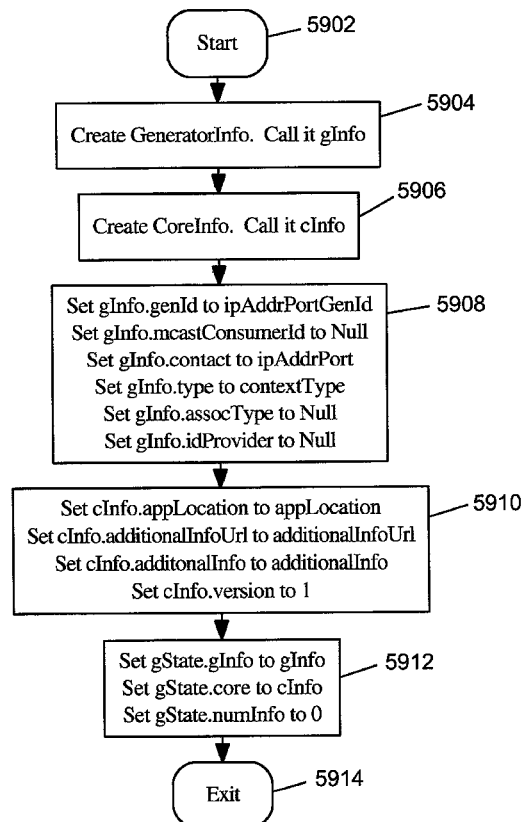 Start
5902
Create GeneratorInfo. Call it gInfo
5904
Create CoreInfo. Call it cInfo
5906
Set gInfo.genId to ipAddrPortGenId
Set gInfo.mcastConsumerId to Null
Set gInfo.contact to ipAddrPort
Set gInfo.type to contextType
Set gInfo.assocType to Null
Set gInfo.idProvider to Null
5908
Set cInfo.appLocation to appLocation
Set cInfo.additionalInfoUrl to additionalInfoUrl
Set cInfo.additonalInfo to additionalInfo
Set cInfo.version to 1
5910
Set gState.gInfo to gInfo
Set gState.core to cInfo
Set gState.numInfo to 0
5912
Exit
5914